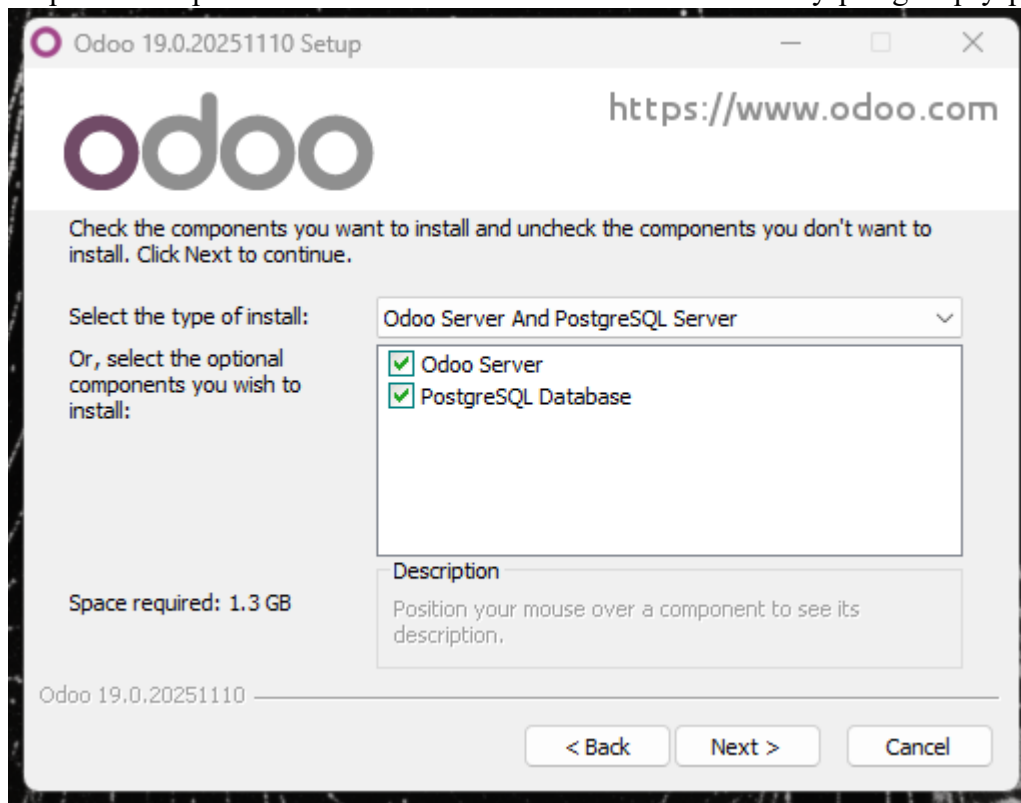 Odoo 19.0.20251110 Setup
odoo
https://www.odoo.com
Check the components you want to install and uncheck the components you don't want to
install. Click Next to continue.
Select the type of install:
Odoo Server And PostgreSQL Server
Or, select the optional
components you wish to
install:
Odoo Server
PostgreSQL Database
Space required: 1.3 GB
Description
Position your mouse over a component to see its
description.
Odoo 19.0.20251110
< Back
Next >
Cancel